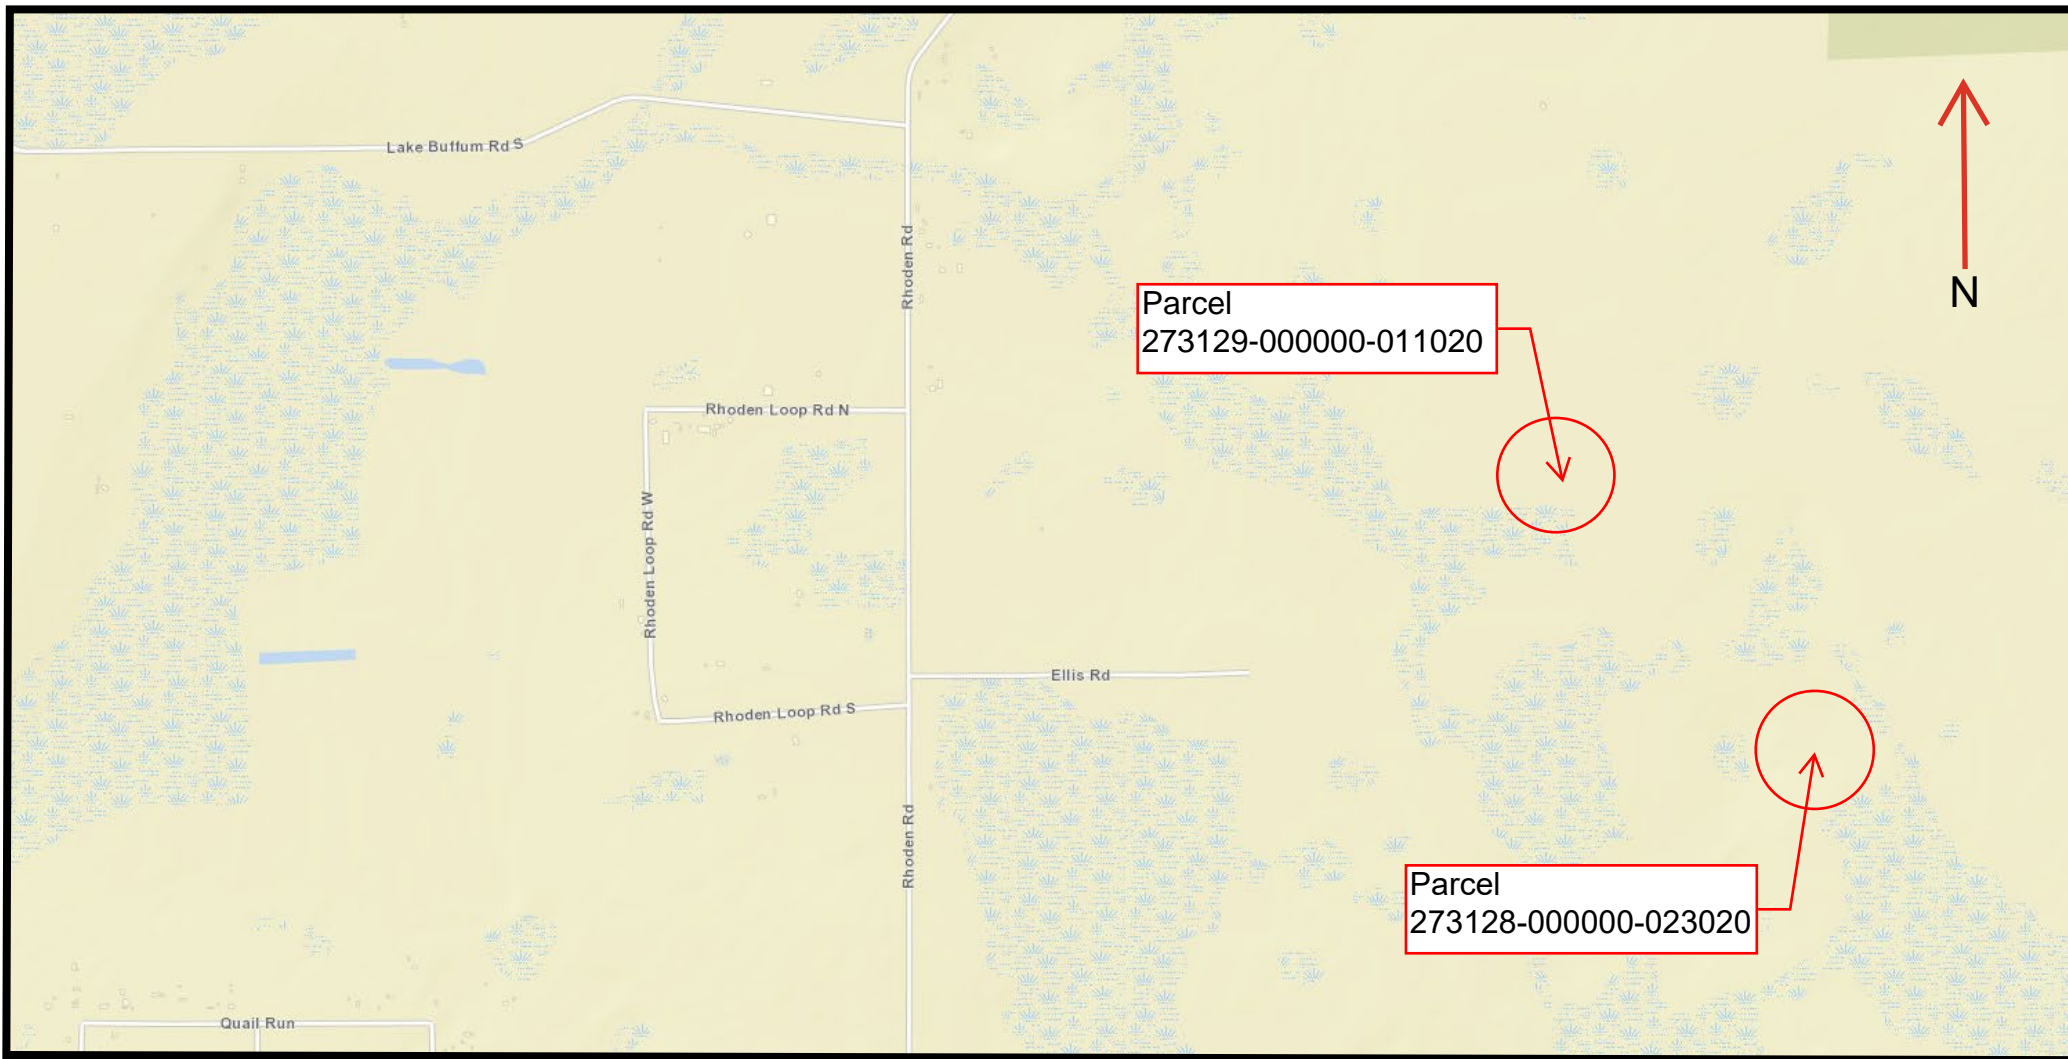 Lake Buffum Rd S
Rhoden Rd
N
Parcel
273129-000000-011020
Rhoden Loop Rd N
Rhoden Loop Rd W
Ellis Rd
Rhoden Loop Rd S
Rhoden Rd
Parcel
273128-000000-023020
Quail Run